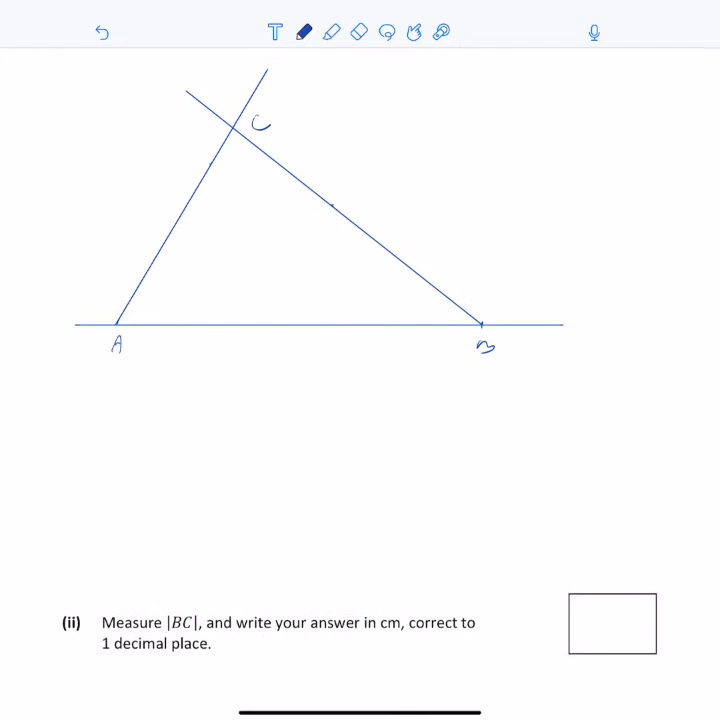 C
A
B
(ii) Measure |BC|, and write your answer in cm, correct to
1 decimal place.